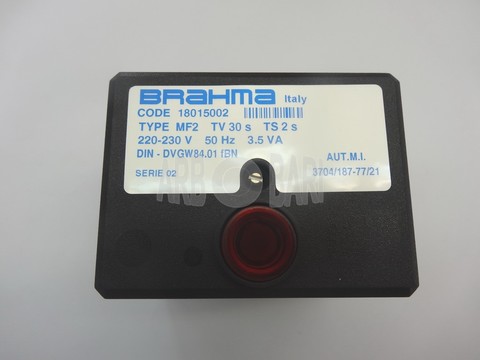 BRAHMA Italy
CODE 18015002
TYPE MF2 TV 30 s TS 2 s
220-230 V 50 Hz 3.5 VA
DIN - DVGW84.01 fBN AUT.M.I.
SERIE 02 3704/187-77/21